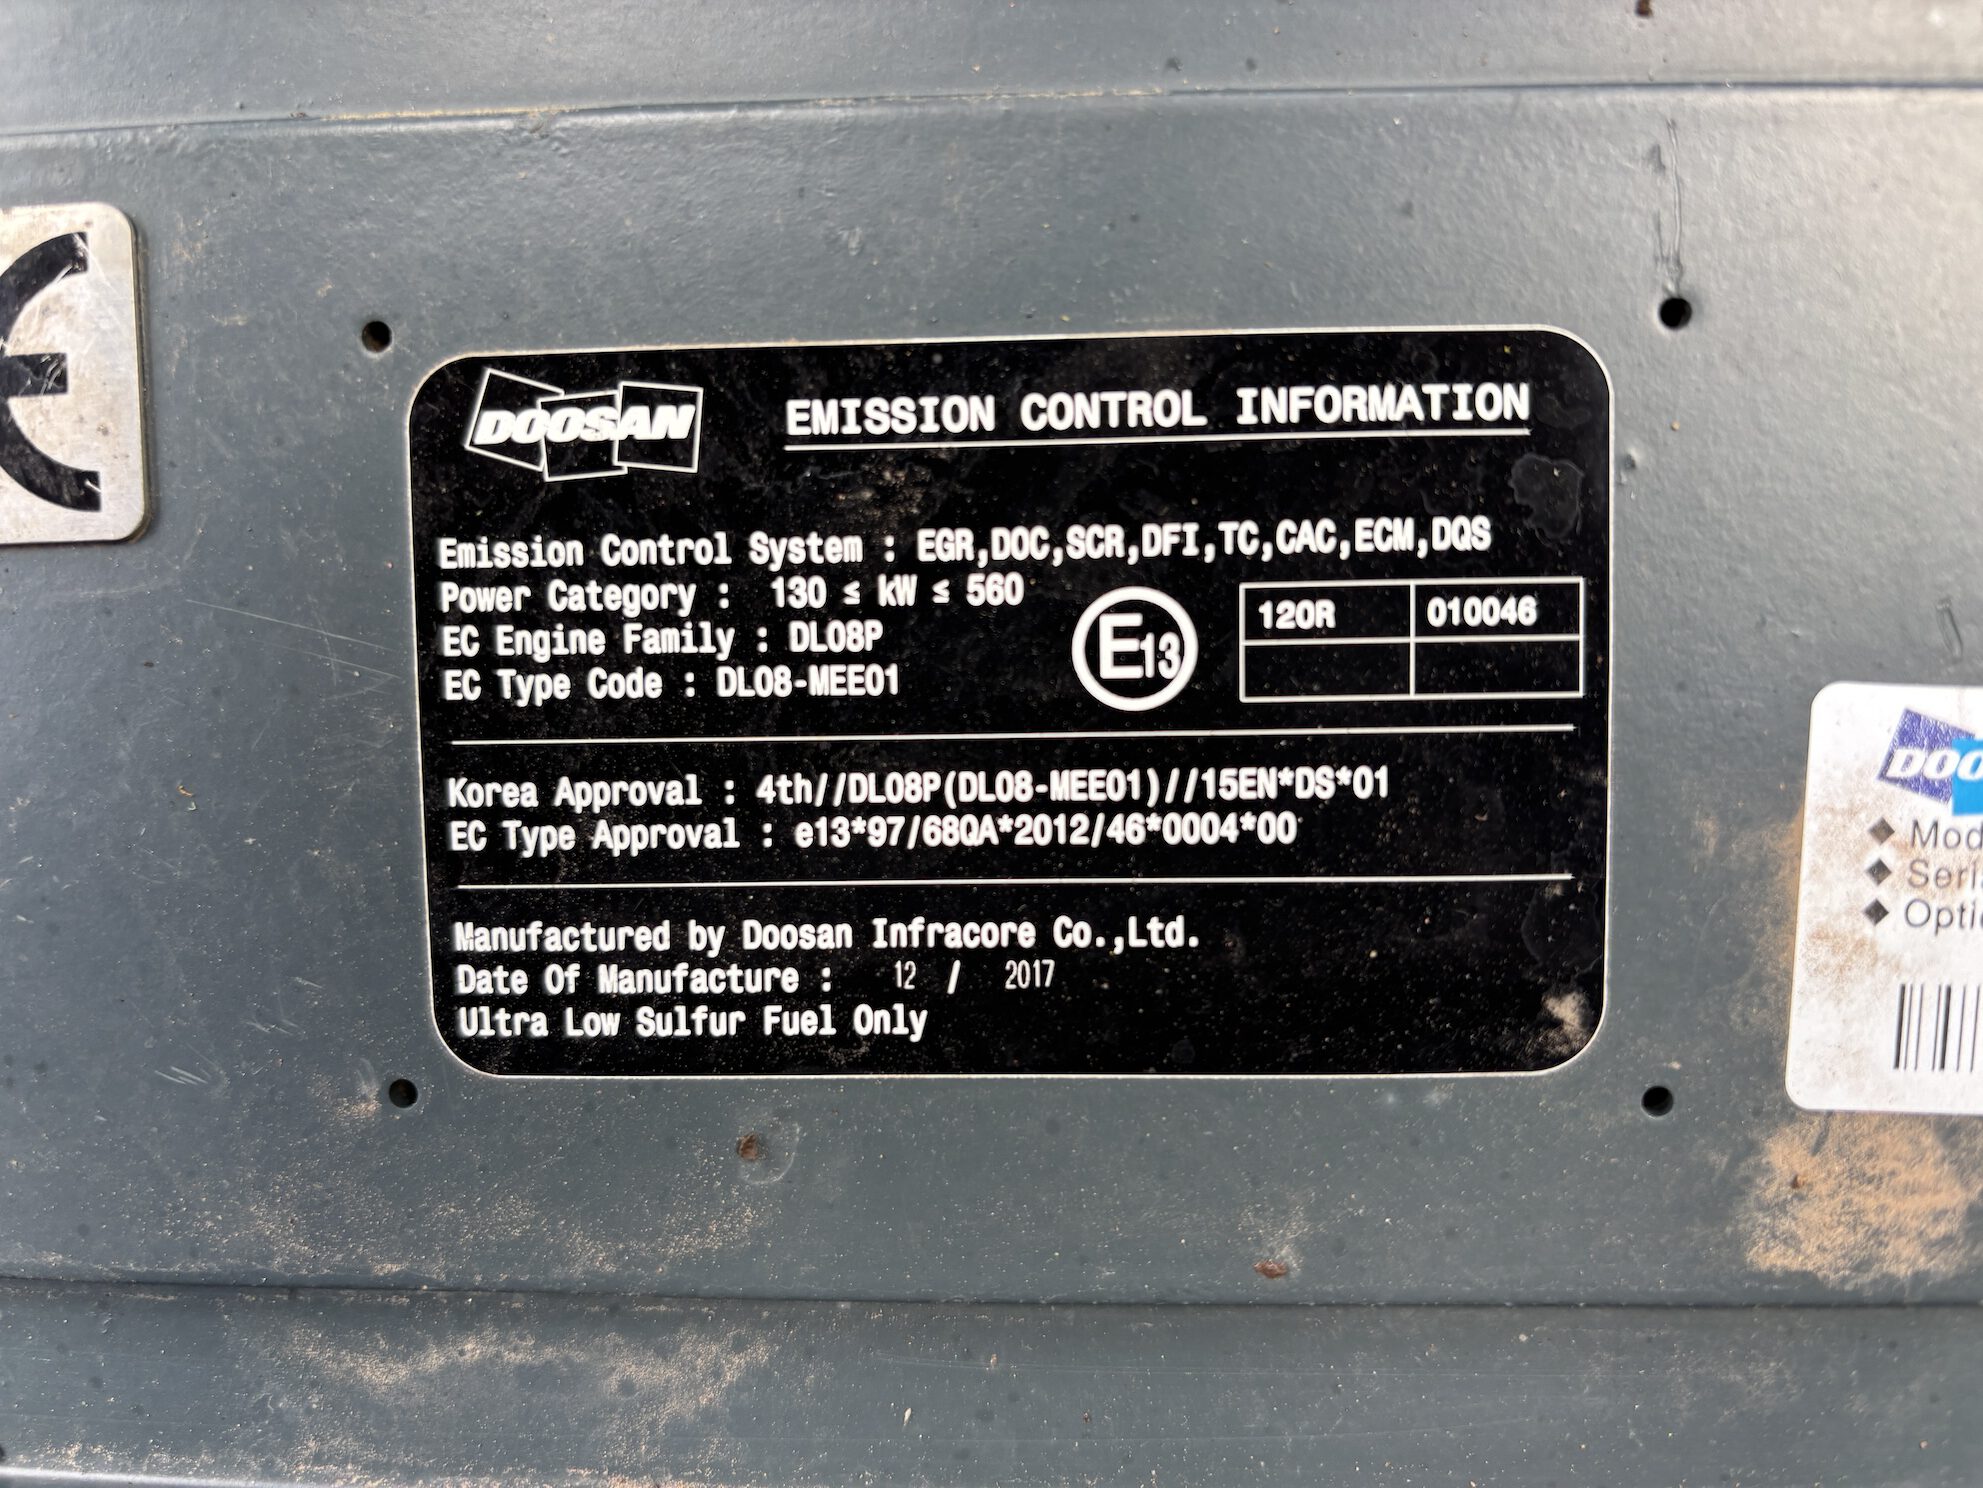 CE
DOOSAN
EMISSION CONTROL INFORMATION
Emission Control System : EGR,DOC,SCR,DFI,TC,CAC,ECM,DQS
Power Category : 130 ≤ kW ≤ 560
EC Engine Family : DL08P
EC Type Code : DL08-MEE01
E13
120R 010046
Korea Approval : 4th//DL08P(DL08-MEE01)//15EN*DS*01
EC Type Approval : e13*97/68QA*2012/46*0004*00
Manufactured by Doosan Infracore Co.,Ltd.
Date Of Manufacture : 12 / 2017
Ultra Low Sulfur Fuel Only